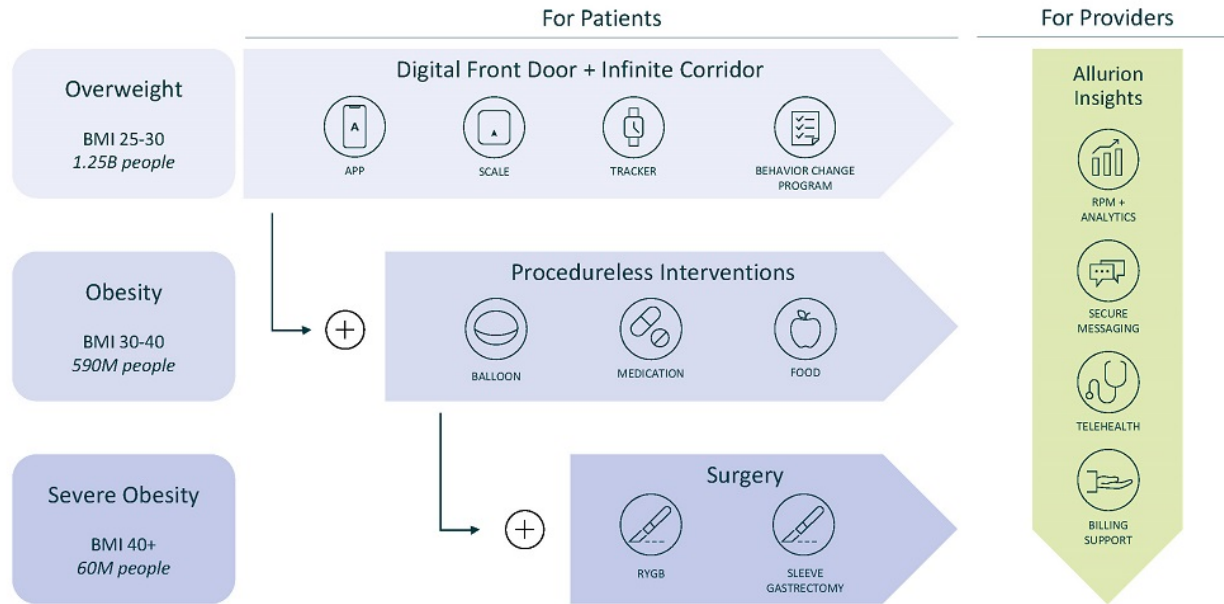 For Patients
For Providers
Overweight
BMI 25-30
1.25B people
Digital Front Door + Infinite Corridor
A
APP
SCALE
TRACKER
BEHAVIOR CHANGE
PROGRAM
Obesity
BMI 30-40
590M people
Procedureless Interventions
BALLOON
MEDICATION
FOOD
Severe Obesity
BMI 40+
60M people
Surgery
RYGB
SLEEVE
GASTRECTOMY
Allurion
Insights
RPM +
ANALYTICS
SECURE
MESSAGING
TELEHEALTH
BILLING
SUPPORT